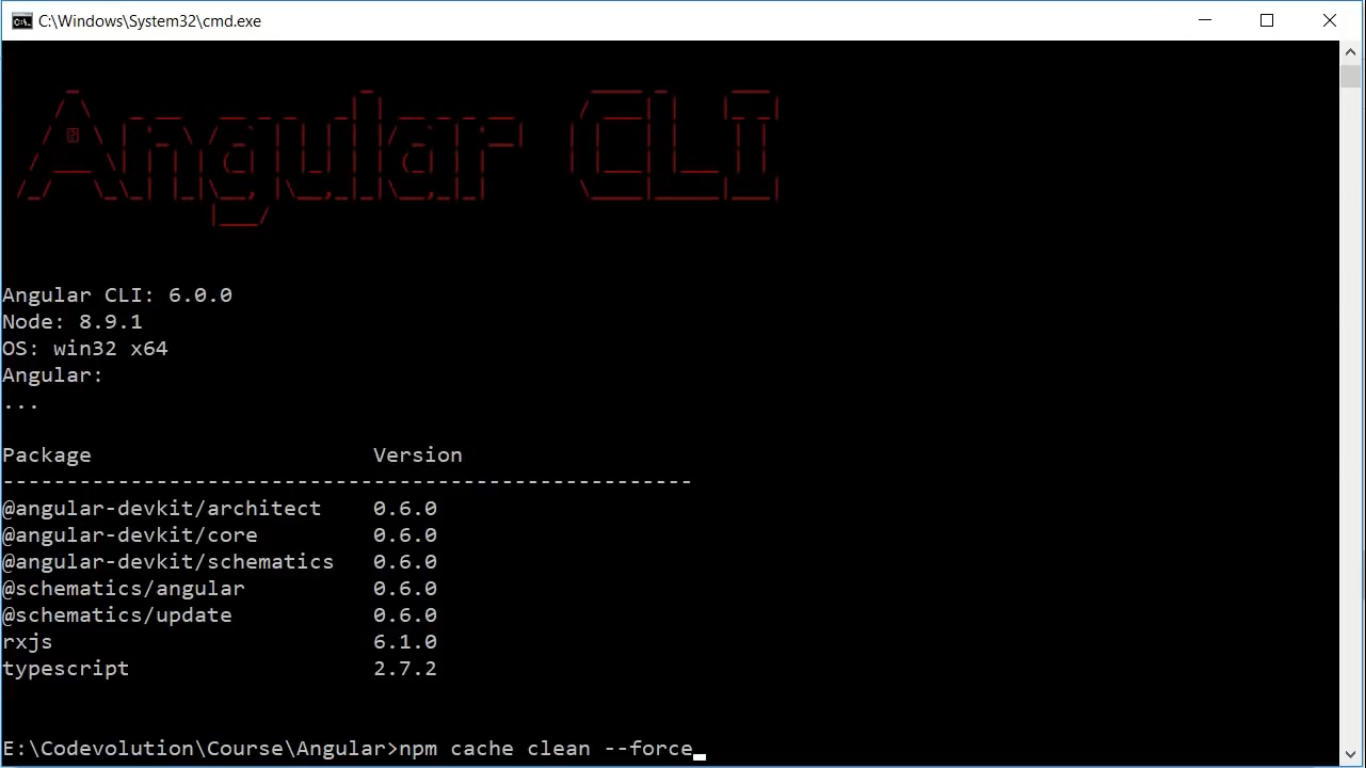 C:\Windows\System32\cmd.exe
Angular CLI
Angular CLI: 6.0.0
Node: 8.9.1
OS: win32 x64
Angular:
...
Package Version
------------------------------------------------------
@angular-devkit/architect 0.6.0
@angular-devkit/core 0.6.0
@angular-devkit/schematics 0.6.0
@schematics/angular 0.6.0
@schematics/update 0.6.0
rxjs 6.1.0
typescript 2.7.2
E:\Codevolution\Course\Angular>npm cache clean --force_